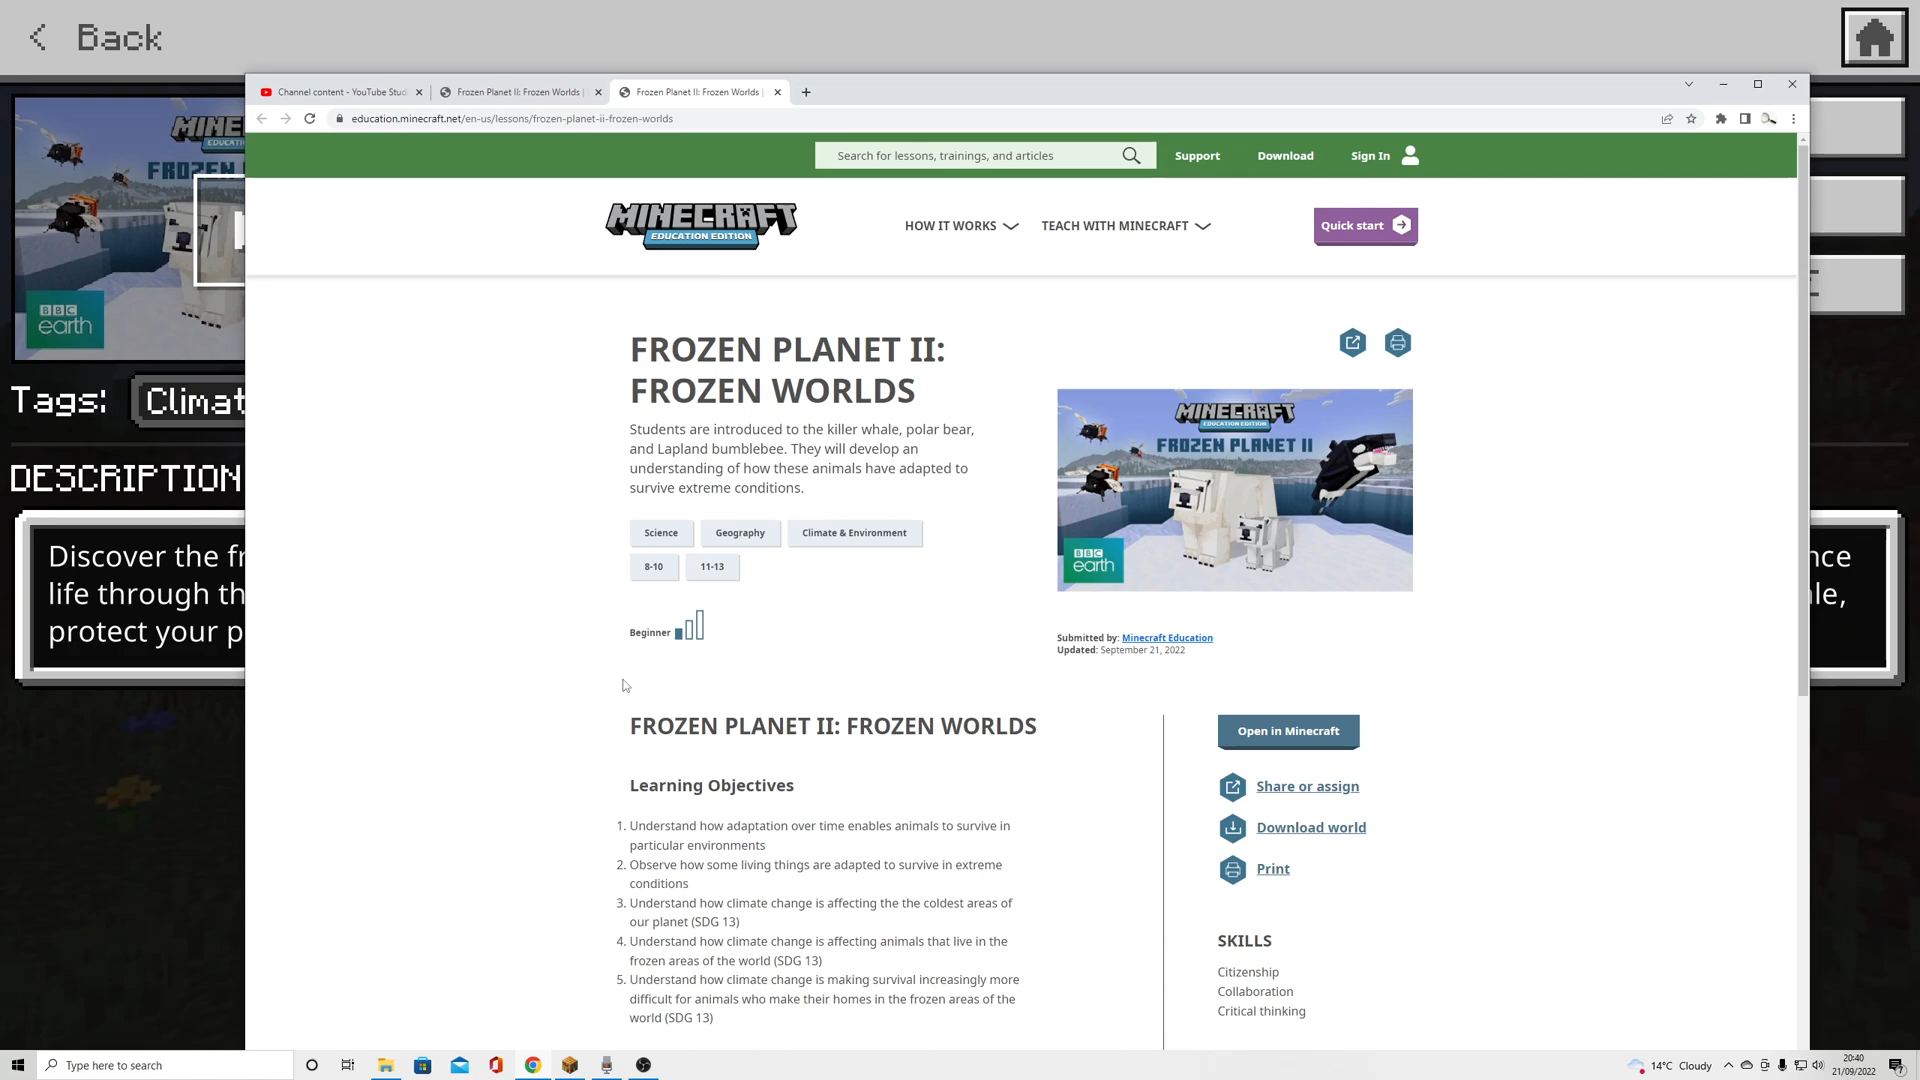 Back
Channel content - YouTube Stud
Frozen Planet II: Frozen Worlds |
Frozen Planet II: Frozen Worlds |
education.minecraft.net/en-us/lessons/frozen-planet-ii-frozen-worlds
Search for lessons, trainings, and articles
Support
Download
Sign In
MINECRAFT
EDUCATION EDITION
HOW IT WORKS
TEACH WITH MINECRAFT
Quick start
FROZEN PLANET II:
FROZEN WORLDS
Students are introduced to the killer whale, polar bear,
and Lapland bumblebee. They will develop an
understanding of how these animals have adapted to
survive extreme conditions.
Science
Geography
Climate & Environment
8-10
11-13
Beginner
MINECRAFT
EDUCATION EDITION
FROZEN PLANET II
BBC
earth
Submitted by: Minecraft Education
Updated: September 21, 2022
FROZEN PLANET II: FROZEN WORLDS
Learning Objectives
1. Understand how adaptation over time enables animals to survive in
particular environments
2. Observe how some living things are adapted to survive in extreme
conditions
3. Understand how climate change is affecting the the coldest areas of
our planet (SDG 13)
4. Understand how climate change is affecting animals that live in the
frozen areas of the world (SDG 13)
5. Understand how climate change is making survival increasingly more
difficult for animals who make their homes in the frozen areas of the
world (SDG 13)
Open in Minecraft
Share or assign
Download world
Print
SKILLS
Citizenship
Collaboration
Critical thinking
BBC
earth
Tags:
Climat
DESCRIPTION
Discover the fr
life through th
protect your p
nce
le,
Type here to search
14°C Cloudy
20:40
21/09/2022